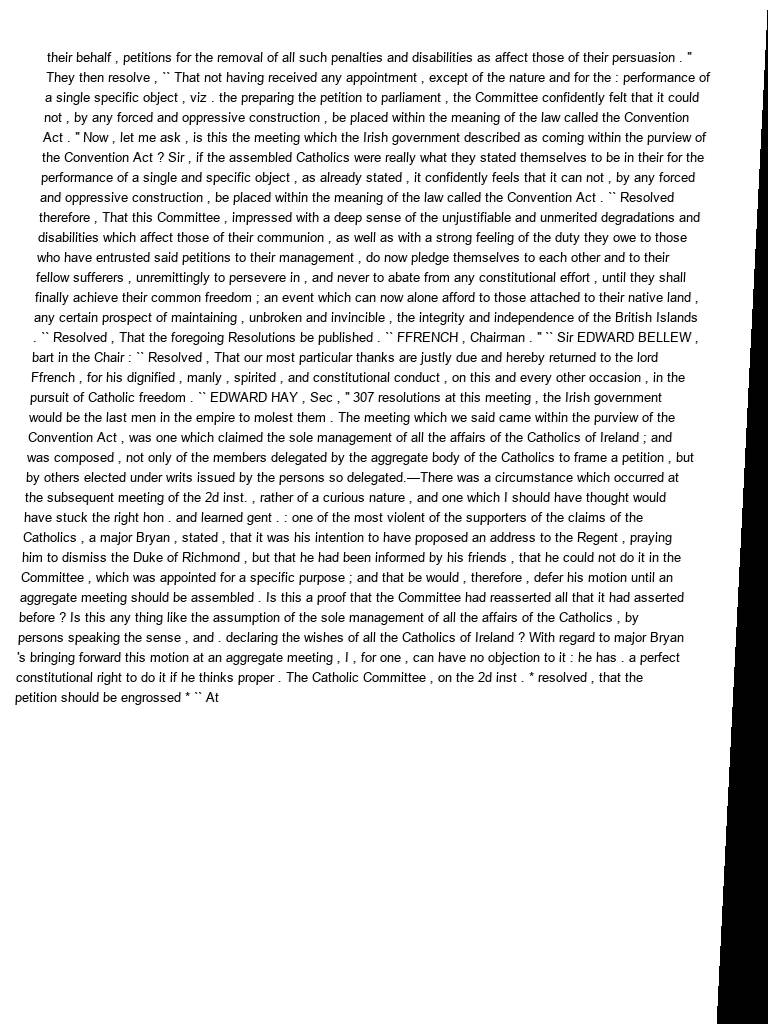 their behalf , petitions for the removal of all such penalties and disabilities as affect those of their persuasion . "
They then resolve , `` That not having received any appointment , except of the nature and for the : performance of
a single specific object , viz . the preparing the petition to parliament , the Committee confidently felt that it could
not , by any forced and oppressive construction , be placed within the meaning of the law called the Convention
Act . " Now , let me ask , is this the meeting which the Irish government described as coming within the purview of
the Convention Act ? Sir , if the assembled Catholics were really what they stated themselves to be in their for the
performance of a single and specific object , as already stated , it confidently feels that it can not , by any forced
and oppressive construction , be placed within the meaning of the law called the Convention Act . `` Resolved
therefore , That this Committee , impressed with a deep sense of the unjustifiable and unmerited degradations and
disabilities which affect those of their communion , as well as with a strong feeling of the duty they owe to those
who have entrusted said petitions to their management , do now pledge themselves to each other and to their
fellow sufferers , unremittingly to persevere in , and never to abate from any constitutional effort , until they shall
finally achieve their common freedom ; an event which can now alone afford to those attached to their native land ,
any certain prospect of maintaining , unbroken and invincible , the integrity and independence of the British Islands
. `` Resolved , That the foregoing Resolutions be published . `` FFRENCH , Chairman . " `` Sir EDWARD BELLEW ,
bart in the Chair : `` Resolved , That our most particular thanks are justly due and hereby returned to the lord
Ffrench , for his dignified , manly , spirited , and constitutional conduct , on this and every other occasion , in the
pursuit of Catholic freedom . `` EDWARD HAY , Sec , " 307 resolutions at this meeting , the Irish government
would be the last men in the empire to molest them . The meeting which we said came within the purview of the
Convention Act , was one which claimed the sole management of all the affairs of the Catholics of Ireland ; and
was composed , not only of the members delegated by the aggregate body of the Catholics to frame a petition , but
by others elected under writs issued by the persons so delegated.—There was a circumstance which occurred at
the subsequent meeting of the 2d inst. , rather of a curious nature , and one which I should have thought would
have stuck the right hon . and learned gent . : one of the most violent of the supporters of the claims of the
Catholics , a major Bryan , stated , that it was his intention to have proposed an address to the Regent , praying
him to dismiss the Duke of Richmond , but that he had been informed by his friends , that he could not do it in the
Committee , which was appointed for a specific purpose ; and that be would , therefore , defer his motion until an
aggregate meeting should be assembled . Is this a proof that the Committee had reasserted all that it had asserted
before ? Is this any thing like the assumption of the sole management of all the affairs of the Catholics , by
persons speaking the sense , and . declaring the wishes of all the Catholics of Ireland ? With regard to major Bryan
's bringing forward this motion at an aggregate meeting , I , for one , can have no objection to it : he has . a perfect
constitutional right to do it if he thinks proper . The Catholic Committee , on the 2d inst . * resolved , that the
petition should be engrossed * `` At